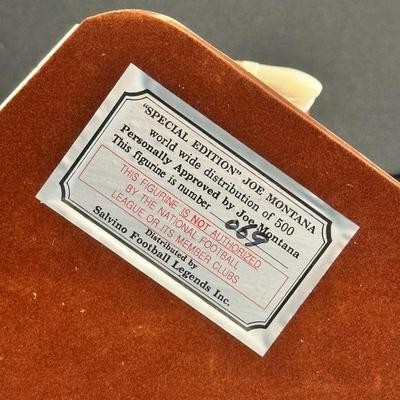 "SPECIAL EDITION" JOE MONTANA
world wide distribution of 500
Personally Approved by Joe Montana
This figurine is number 069
THIS FIGURINE IS NOT AUTHORIZED
BY THE NATIONAL FOOTBALL
LEAGUE OR ITS MEMBER CLUBS
Distributed by
Salvino Football Legends Inc.